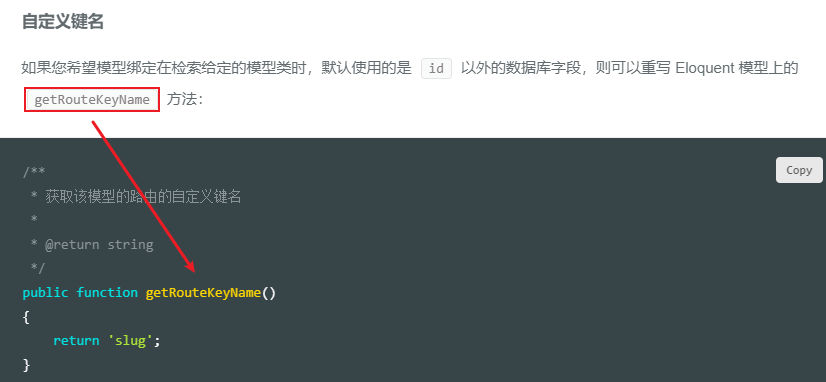 自定义键名
如果您希望模型绑定在检索给定的模型类时，默认使用的是 id 以外的数据库字段，则可以重写 Eloquent 模型上的
getRouteKeyName 方法：
Copy
/**
 * 获取该模型的路由的自定义键名
 *
 * @return string
 */
public function getRouteKeyName()
{
    return 'slug';
}